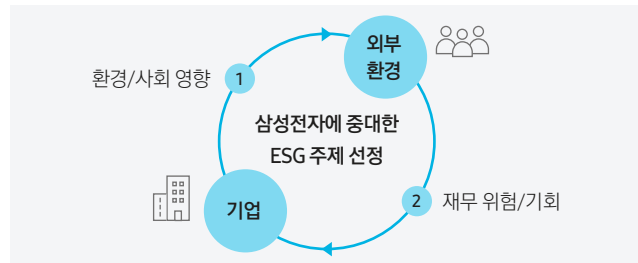 외부
환경
환경/사회 영향
1
삼성전자에 중대한
ESG 주제 선정
기업
2
재무 위험/기회